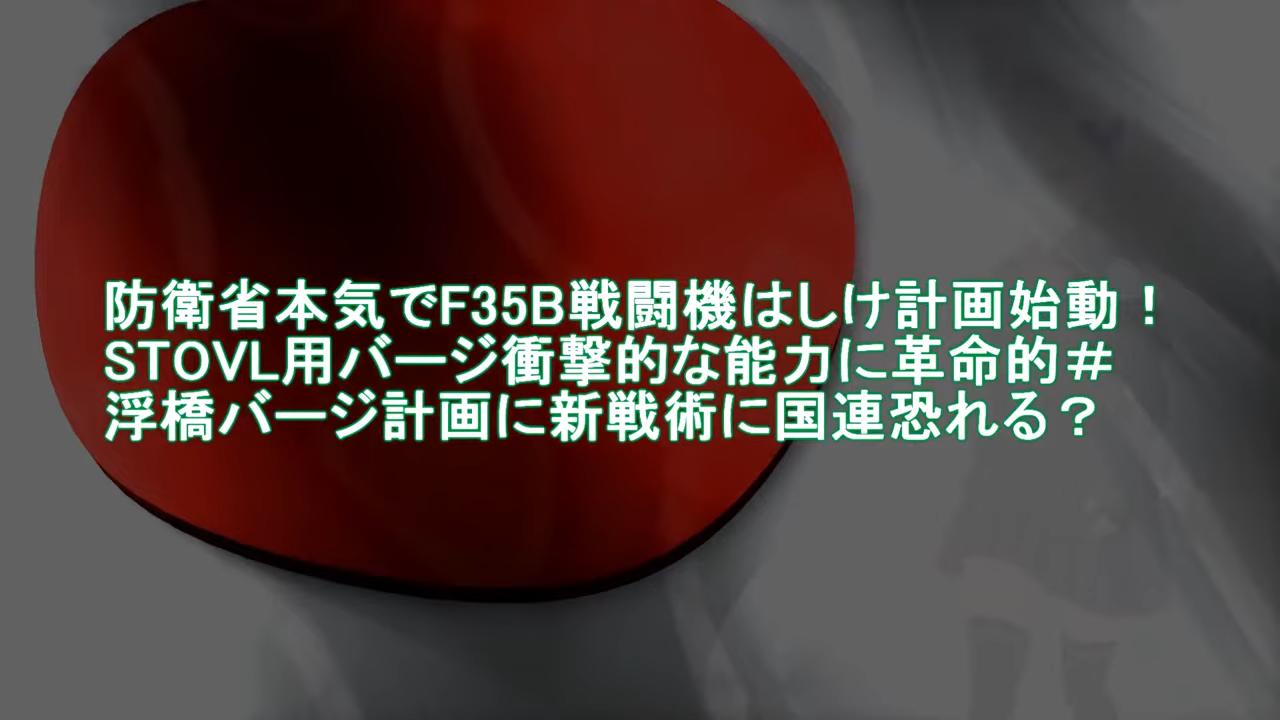 防衛省本気でF35B戦闘機はしけ計画始動！
STOVL用バージ衝撃的な能力に革命的＃
浮橋バージ計画に新戦術に国連恐れる？